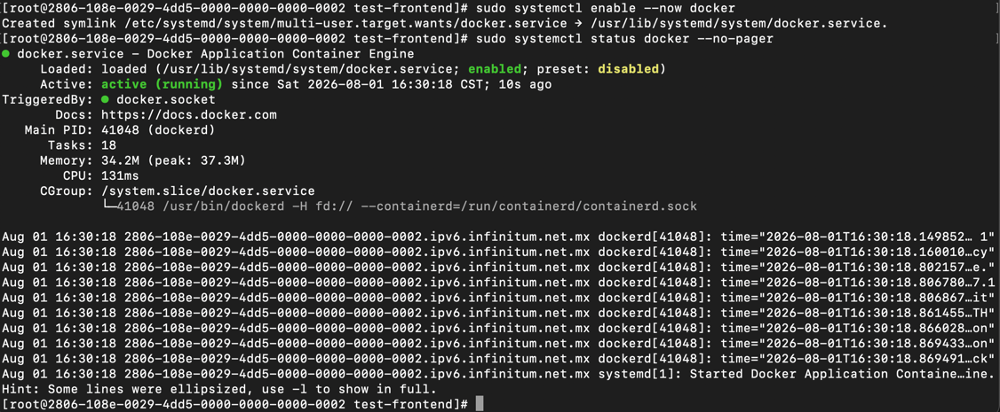 [root@2806-108e-0029-4dd5-0000-0000-0000-0002 test-frontend]# sudo systemctl enable --now docker
Created symlink /etc/systemd/system/multi-user.target.wants/docker.service → /usr/lib/systemd/system/docker.service.
[root@2806-108e-0029-4dd5-0000-0000-0000-0002 test-frontend]# sudo systemctl status docker --no-pager
● docker.service - Docker Application Container Engine
     Loaded: loaded (/usr/lib/systemd/system/docker.service; enabled; preset: disabled)
     Active: active (running) since Sat 2026-08-01 16:30:18 CST; 10s ago
TriggeredBy: ● docker.socket
       Docs: https://docs.docker.com
   Main PID: 41048 (dockerd)
      Tasks: 18
     Memory: 34.2M (peak: 37.3M)
        CPU: 131ms
     CGroup: /system.slice/docker.service
             └─41048 /usr/bin/dockerd -H fd:// --containerd=/run/containerd/containerd.sock

Aug 01 16:30:18 2806-108e-0029-4dd5-0000-0000-0000-0002.ipv6.infinitum.net.mx dockerd[41048]: time="2026-08-01T16:30:18.149852… 1"
Aug 01 16:30:18 2806-108e-0029-4dd5-0000-0000-0000-0002.ipv6.infinitum.net.mx dockerd[41048]: time="2026-08-01T16:30:18.160010…cy"
Aug 01 16:30:18 2806-108e-0029-4dd5-0000-0000-0000-0002.ipv6.infinitum.net.mx dockerd[41048]: time="2026-08-01T16:30:18.802157…e."
Aug 01 16:30:18 2806-108e-0029-4dd5-0000-0000-0000-0002.ipv6.infinitum.net.mx dockerd[41048]: time="2026-08-01T16:30:18.806780…7.1
Aug 01 16:30:18 2806-108e-0029-4dd5-0000-0000-0000-0002.ipv6.infinitum.net.mx dockerd[41048]: time="2026-08-01T16:30:18.806867…it"
Aug 01 16:30:18 2806-108e-0029-4dd5-0000-0000-0000-0002.ipv6.infinitum.net.mx dockerd[41048]: time="2026-08-01T16:30:18.861455…TH"
Aug 01 16:30:18 2806-108e-0029-4dd5-0000-0000-0000-0002.ipv6.infinitum.net.mx dockerd[41048]: time="2026-08-01T16:30:18.866028…on"
Aug 01 16:30:18 2806-108e-0029-4dd5-0000-0000-0000-0002.ipv6.infinitum.net.mx dockerd[41048]: time="2026-08-01T16:30:18.869433…on"
Aug 01 16:30:18 2806-108e-0029-4dd5-0000-0000-0000-0002.ipv6.infinitum.net.mx dockerd[41048]: time="2026-08-01T16:30:18.869491…ck"
Aug 01 16:30:18 2806-108e-0029-4dd5-0000-0000-0000-0002.ipv6.infinitum.net.mx systemd[1]: Started Docker Application Containe…ine.
Hint: Some lines were ellipsized, use -l to show in full.
[root@2806-108e-0029-4dd5-0000-0000-0000-0002 test-frontend]#